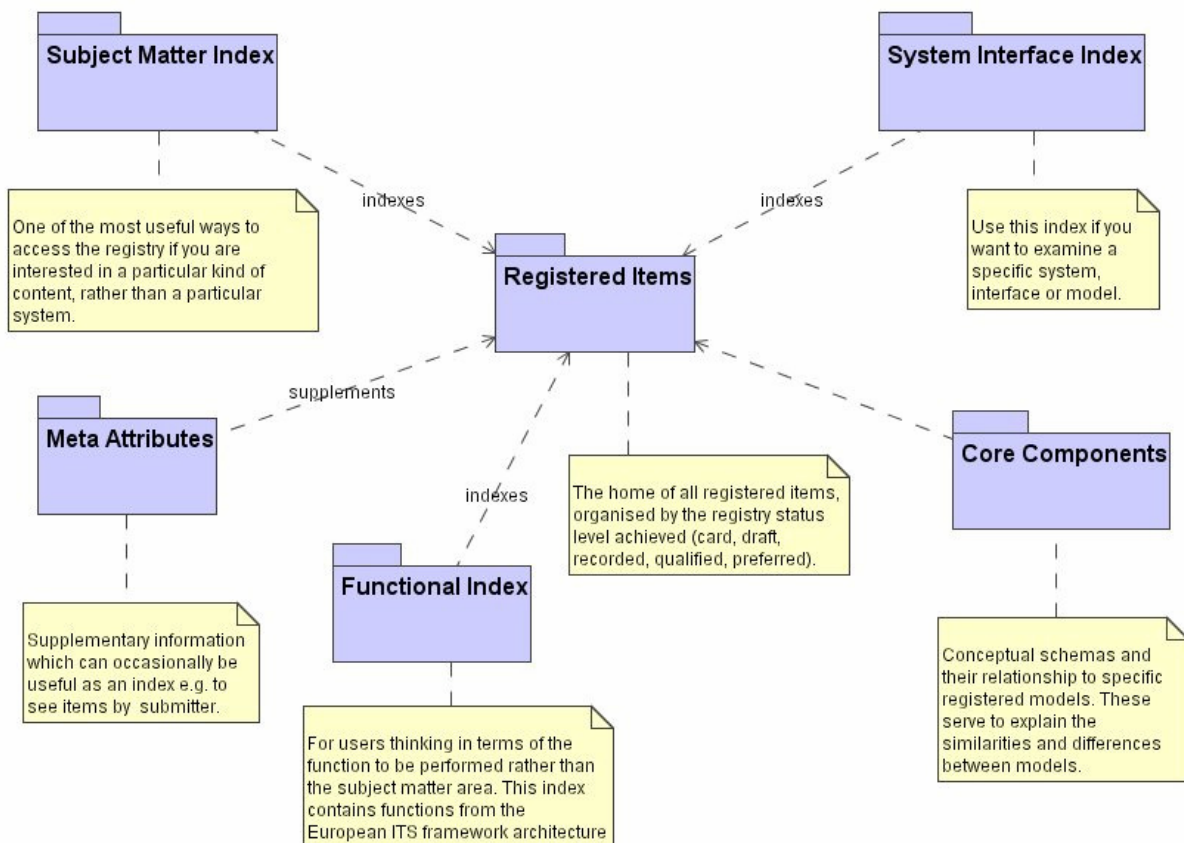 Subject Matter Index
System Interface Index
One of the most useful ways to
access the registry if you are
interested in a particular kind of
content, rather than a particular
system.
indexes
indexes
Use this index if you
want to examine a
specific system,
interface or model.
Registered Items
supplements
Meta Attributes
Core Components
indexes
The home of all registered items,
organised by the registry status
level achieved (card, draft,
recorded, qualified, preferred).
Functional Index
Supplementary information
which can occasionally be
useful as an index e.g. to
see items by submitter.
Conceptual schemas and
their relationship to specific
registered models. These
serve to explain the
similarities and differences
between models.
For users thinking in terms of the
function to be performed rather than
the subject matter area. This index
contains functions from the
European ITS framework architecture